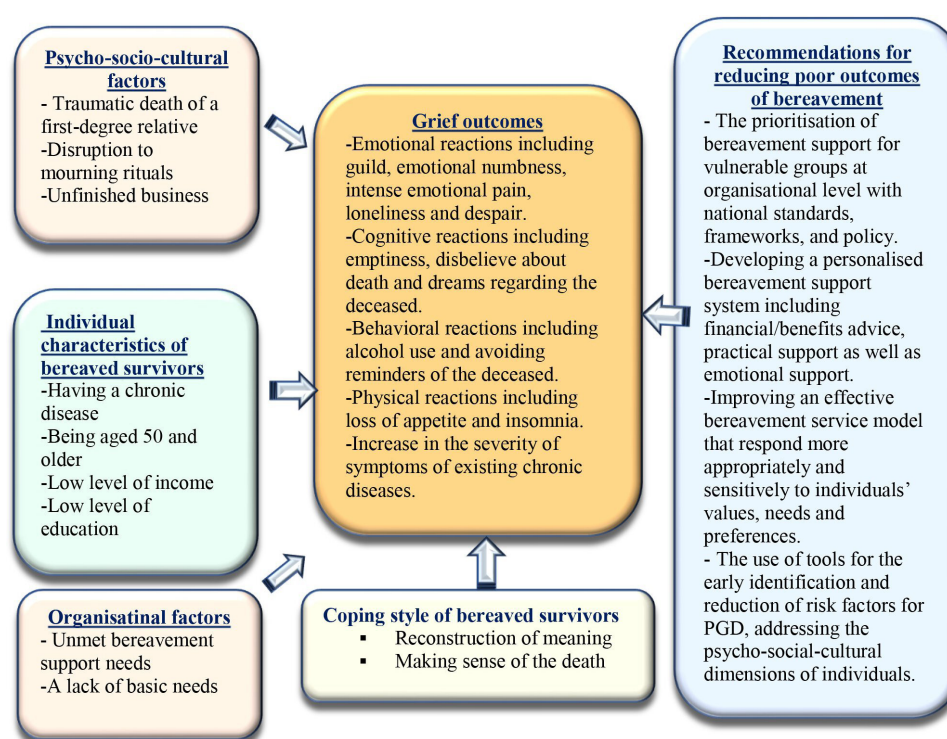 Psycho-socio-cultural
factors
- Traumatic death of a
first-degree relative
-Disruption to
mourning rituals
-Unfinished business
Individual
characteristics of
bereaved survivors
-Having a chronic
disease
-Being aged 50 and
older
-Low level of income
-Low level of
education
Organisatinal factors
- Unmet bereavement
support needs
-A lack of basic needs
Grief outcomes
-Emotional reactions including
guild, emotional numbness,
intense emotional pain,
loneliness and despair.
-Cognitive reactions including
emptiness, disbelieve about
death and dreams regarding the
deceased.
-Behavioral reactions including
alcohol use and avoiding
reminders of the deceased.
-Physical reactions including
loss of appetite and insomnia.
-Increase in the severity of
symptoms of existing chronic
diseases.
Coping style of bereaved survivors
▪ Reconstruction of meaning
▪ Making sense of the death
Recommendations for
reducing poor outcomes
of bereavement
- The prioritisation of
bereavement support for
vulnerable groups at
organisational level with
national standards,
frameworks, and policy.
-Developing a personalised
bereavement support
system including
financial/benefits advice,
practical support as well as
emotional support.
-Improving an effective
bereavement service model
that respond more
appropriately and
sensitively to individuals’
values, needs and
preferences.
- The use of tools for the
early identification and
reduction of risk factors for
PGD, addressing the
psycho-social-cultural
dimensions of individuals.